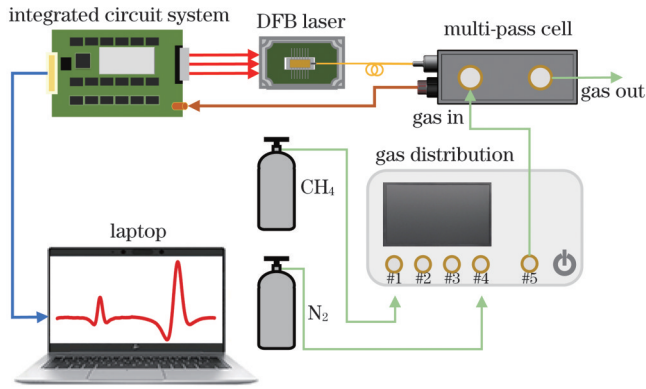 integrated circuit system
DFB laser
multi-pass cell
gas out
gas in
gas distribution
CH₄
#1 #2 #3 #4 #5
laptop
N₂